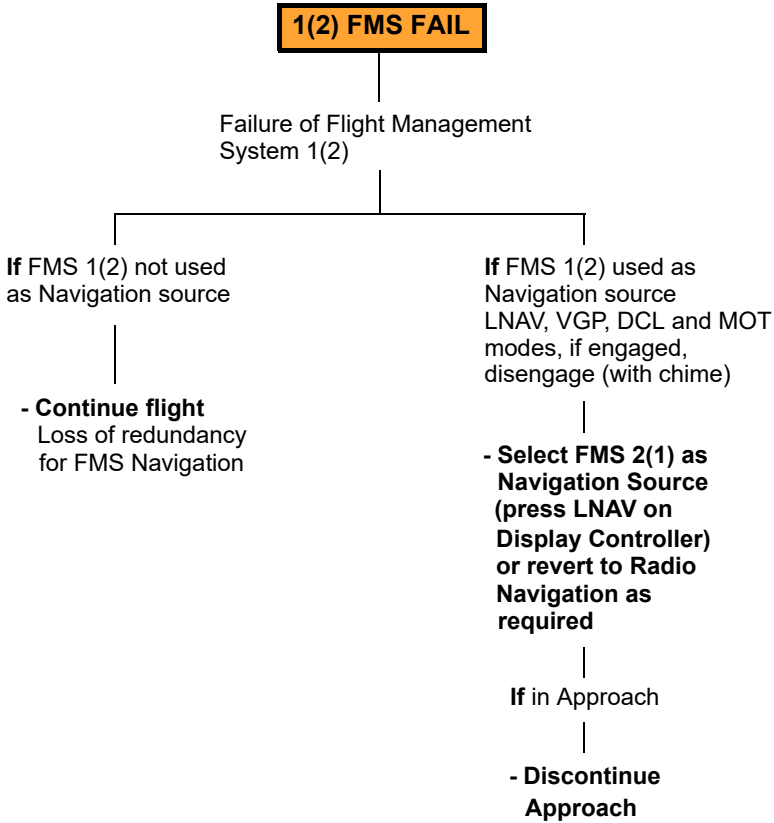 1(2) FMS FAIL
Failure of Flight Management
System 1(2)
If FMS 1(2) not used
as Navigation source
- Continue flight
Loss of redundancy
for FMS Navigation
If FMS 1(2) used as
Navigation source
LNAV, VGP, DCL and MOT
modes, if engaged,
disengage (with chime)
- Select FMS 2(1) as
Navigation Source
(press LNAV on
Display Controller)
or revert to Radio
Navigation as
required
If in Approach
- Discontinue
Approach